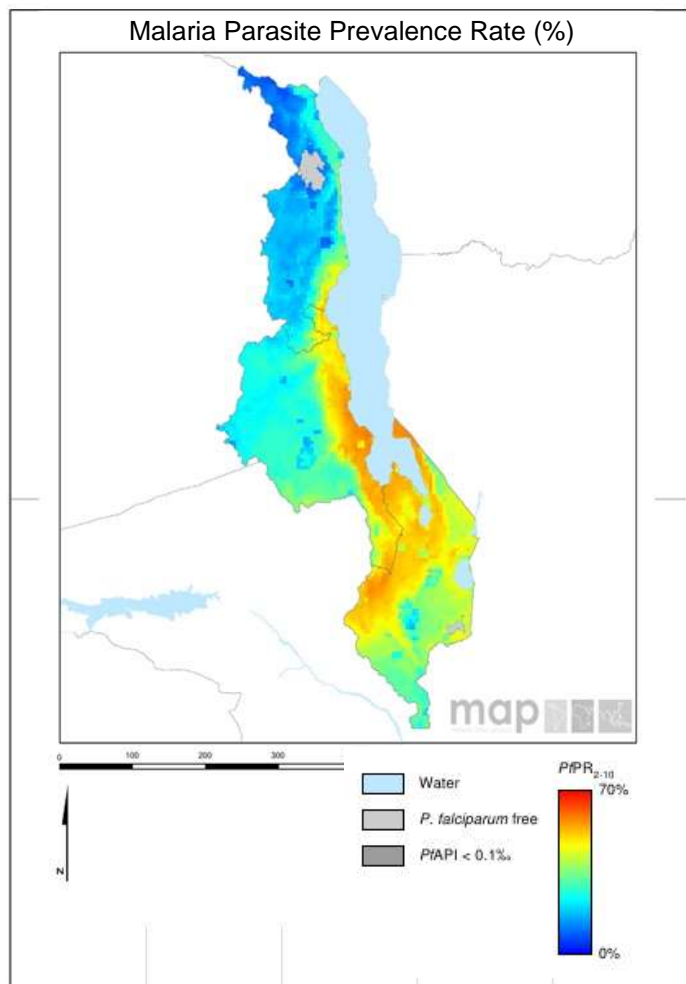 Malaria Parasite Prevalence Rate (%)
map
0 100 200 300
Water
P. falciparum free
PfAPI < 0.1‰
PfPR2-10
70%
0%
N